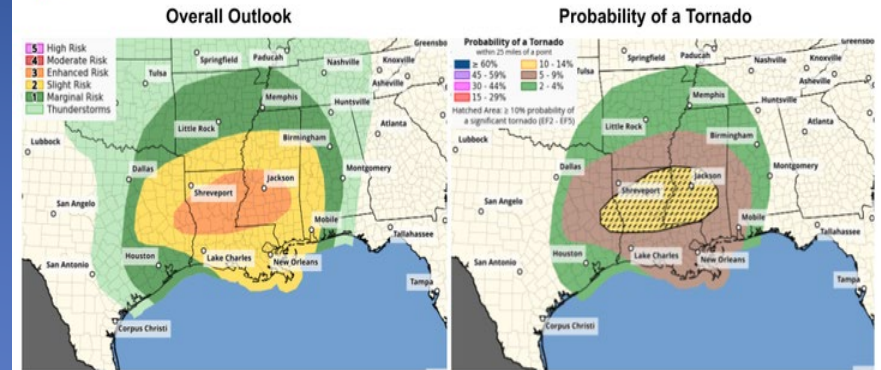 Overall Outlook
5 High Risk
4 Moderate Risk
3 Enhanced Risk
2 Slight Risk
1 Marginal Risk
Thunderstorms
Springfield
Paducah
Nashville
Knoxville
Greensbo
Tulsa
Asheville
Memphis
Huntsville
Little Rock
Atlanta
Birmingham
Lubbock
Dallas
Montgomery
Jackson
Shreveport
San Angelo
Mobile
Tallahassee
Lake Charles
Houston
New Orleans
San Antonio
Tampa
Corpus Christi
Probability of a Tornado
Probability of a Tornado
within 25 miles of a point
≥ 60%
10 - 14%
45 - 59%
5 - 9%
30 - 44%
2 - 4%
15 - 29%
Hatched Area: ≥ 10% probability of
a significant tornado (EF2 - EF5)
Greensbo
Springfield
Paducah
Nashville
Knoxville
Tulsa
Asheville
Memphis
Huntsville
Little Rock
Atlanta
Birmingham
Lubbock
Dallas
Montgomery
Jackson
Shreveport
San Angelo
Mobile
Tallahassee
Lake Charles
Houston
New Orleans
San Antonio
Tampa
Corpus Christi